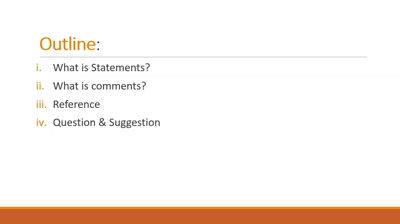 Outline:
i. What is Statements?
ii. What is comments?
iii. Reference
iv. Question & Suggestion